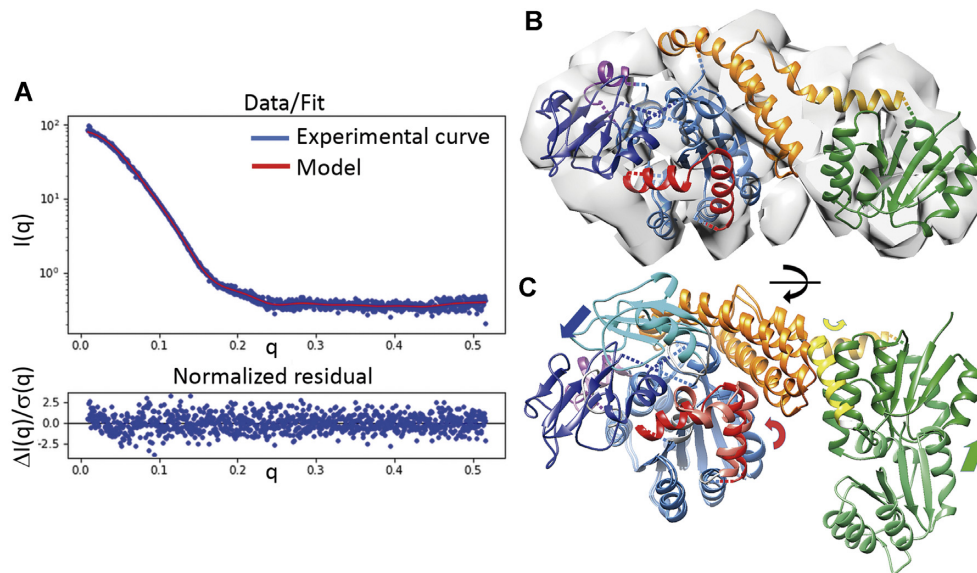 A
Data/Fit
Experimental curve
Model
I(q)
10²
10¹
10⁰
0.0 0.1 0.2 0.3 0.4 0.5
q
Normalized residual
ΔI(q)/σ(q)
2.5
0.0
-2.5
0.0 0.1 0.2 0.3 0.4 0.5
q
B
C